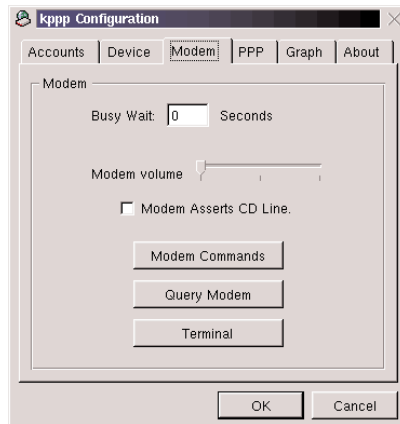 kppp Configuration
Accounts Device Modem PPP Graph About
Modem
Busy Wait: 0 Seconds
Modem volume
Modem Asserts CD Line.
Modem Commands
Query Modem
Terminal
OK Cancel